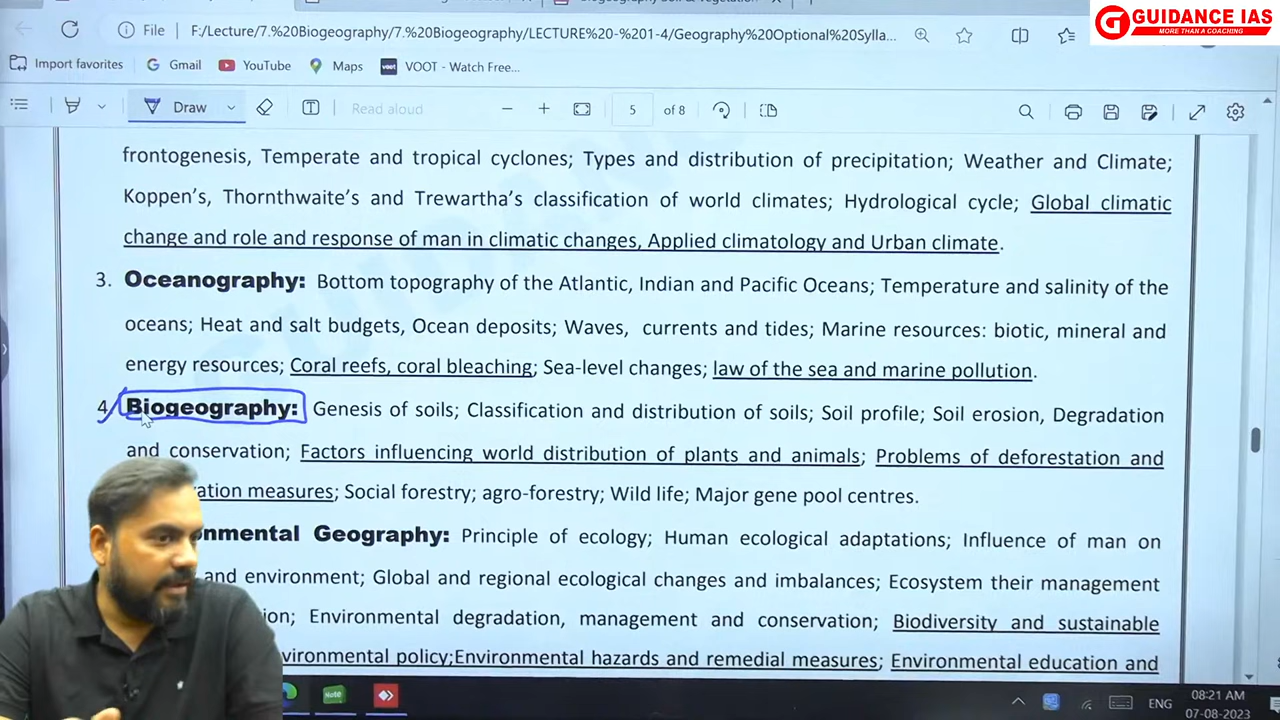 Biogeography Soil & Vegetation
GUIDANCE IAS
MORE THAN A COACHING
File F:/Lecture/7.%20Biogeography/7.%20Biogeography/LECTURE%20-%201-4/Geography%20Optional%20Sylla...
Import favorites Gmail YouTube Maps voot VOOT - Watch Free...
Draw Read aloud 5 of 8
frontogenesis, Temperate and tropical cyclones; Types and distribution of precipitation; Weather and Climate;
Koppen's, Thornthwaite's and Trewartha's classification of world climates; Hydrological cycle; Global climatic
change and role and response of man in climatic changes, Applied climatology and Urban climate.
3. Oceanography: Bottom topography of the Atlantic, Indian and Pacific Oceans; Temperature and salinity of the
oceans; Heat and salt budgets, Ocean deposits; Waves, currents and tides; Marine resources: biotic, mineral and
energy resources; Coral reefs, coral bleaching; Sea-level changes; law of the sea and marine pollution.
4 Biogeography: Genesis of soils; Classification and distribution of soils; Soil profile; Soil erosion, Degradation
and conservation; Factors influencing world distribution of plants and animals; Problems of deforestation and
ation measures; Social forestry; agro-forestry; Wild life; Major gene pool centres.
nmental Geography: Principle of ecology; Human ecological adaptations; Influence of man on
and environment; Global and regional ecological changes and imbalances; Ecosystem their management
ion; Environmental degradation, management and conservation; Biodiversity and sustainable
vironmental policy;Environmental hazards and remedial measures; Environmental education and
Note ENG 08:21 AM
07-08-2023